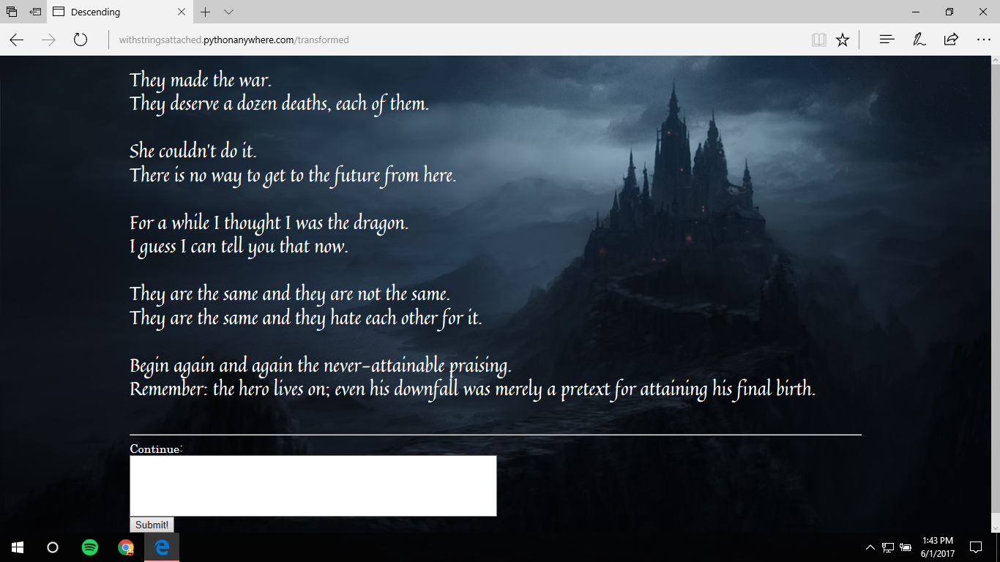 Descending
withstringsattached.pythonanywhere.com/transformed
They made the war.
They deserve a dozen deaths, each of them.
She couldn't do it.
There is no way to get to the future from here.
For a while I thought I was the dragon.
I guess I can tell you that now.
They are the same and they are not the same.
They are the same and they hate each other for it.
Begin again and again the never-attainable praising.
Remember: the hero lives on; even his downfall was merely a pretext for attaining his final birth.
Continue:
Submit!
1:43 PM
6/1/2017